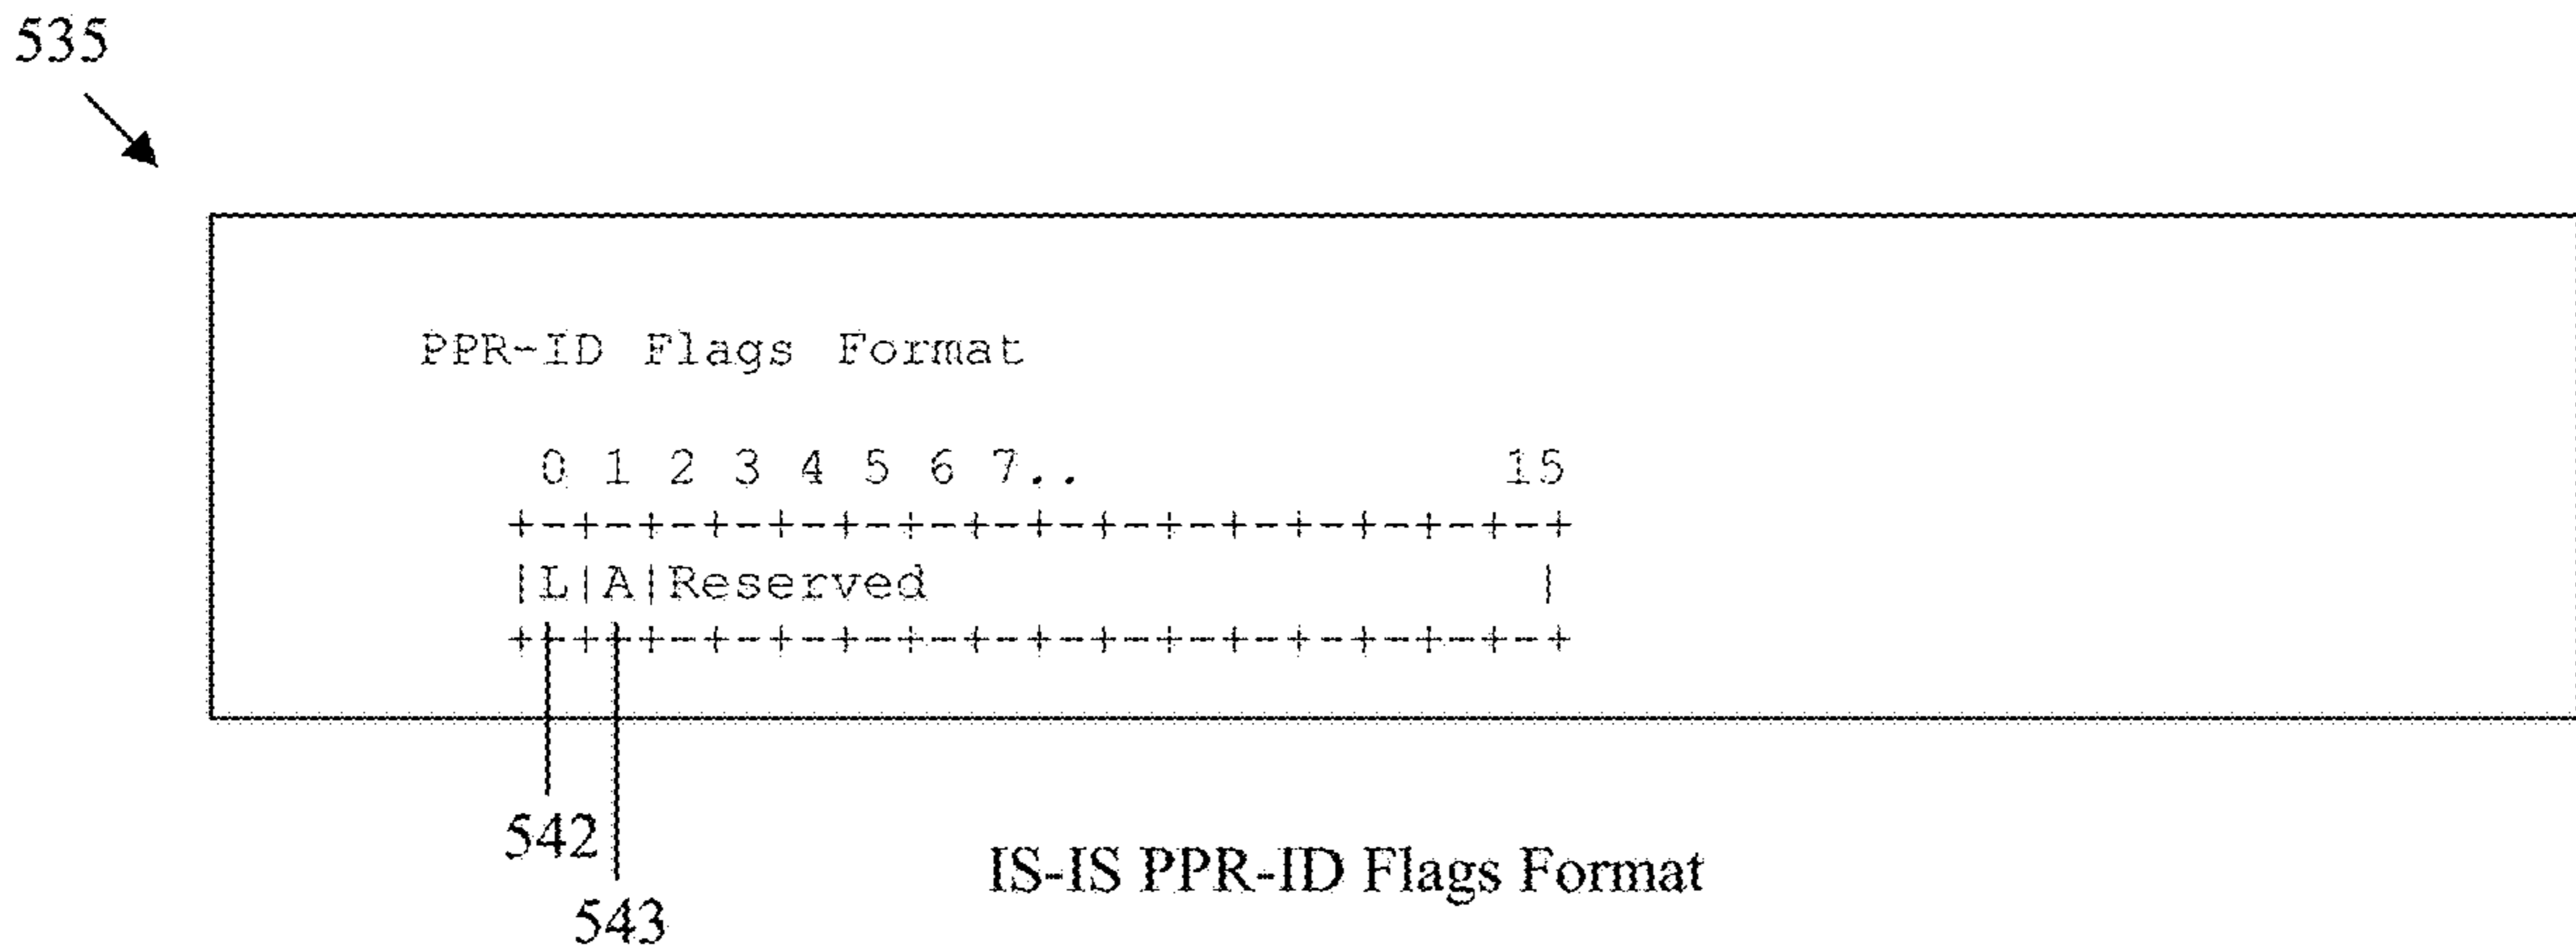 535
PPR-ID Flags Format
0 1 2 3 4 5 6 7.. 15
+-+-+-+-+-+-+-+-+-+-+-+-+-+-+-+-+
|L|A|Reserved |
+-+-+-+-+-+-+-+-+-+-+-+-+-+-+-+-+
542
543
IS-IS PPR-ID Flags Format